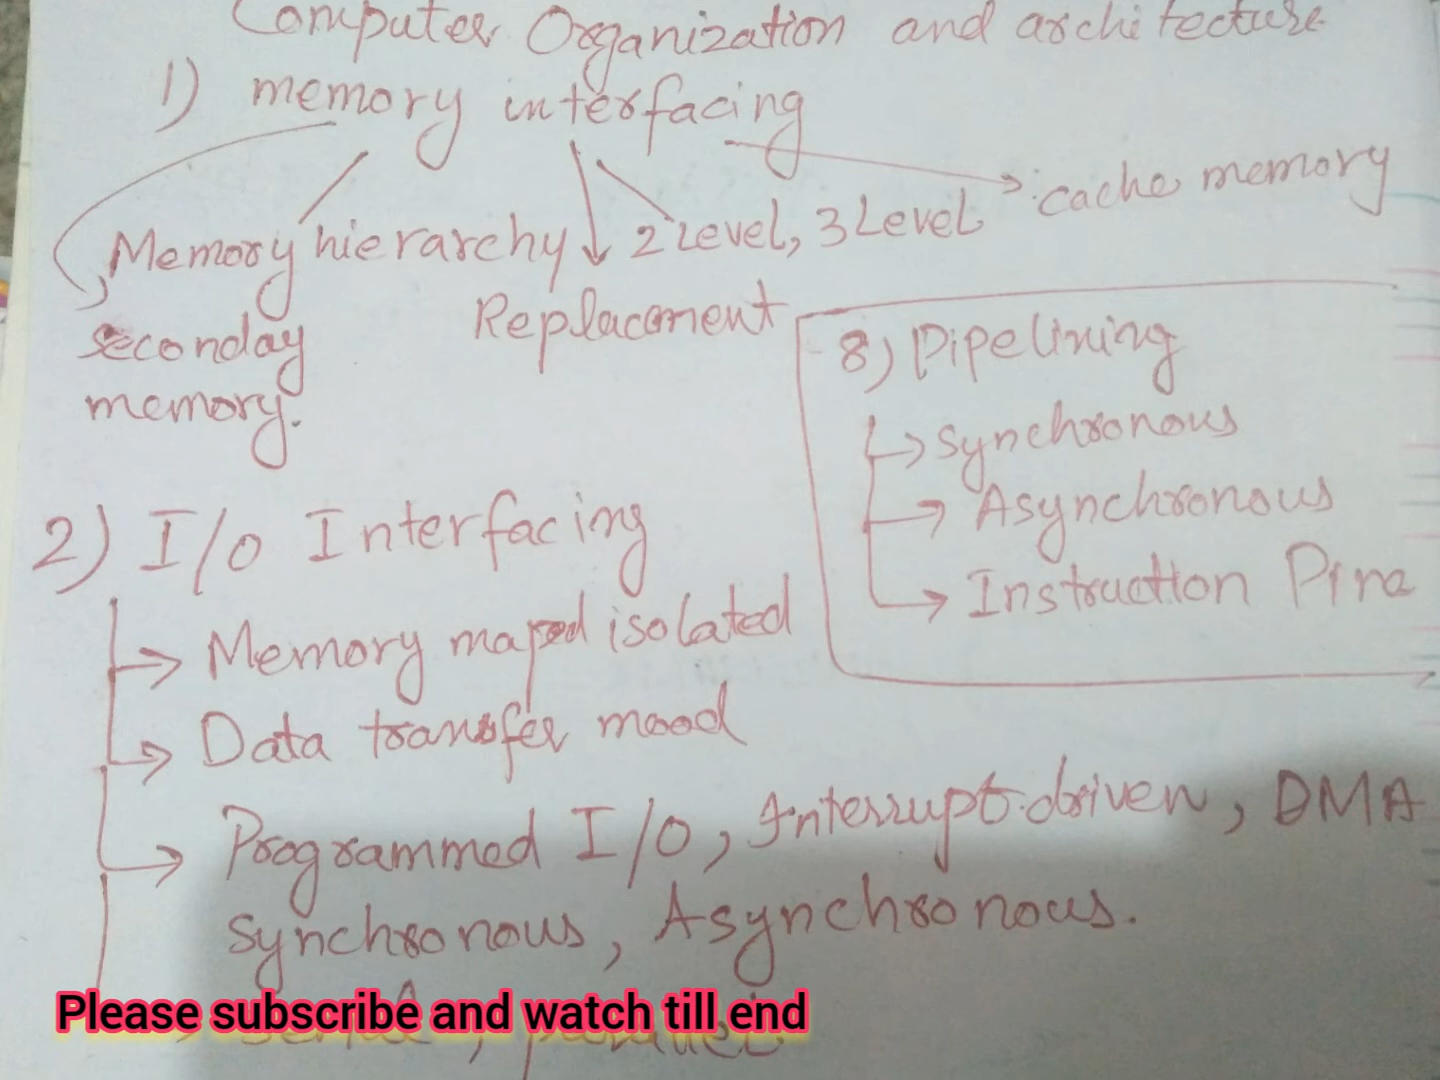 Computer Organization and architecture
1) memory interfacing
cache memory
Memory hierarchy 2 Level, 3 Level
Replacement
seconday
memory.
8) Pipelining
Synchronous
Asynchronous
Instruction
2) I/O Interfacing
Memory maped isolated
Data transfer mood
Programmed I/O, Interrupt-driven, DMA
synchronous, Asynchronous.
Please subscribe and watch till end